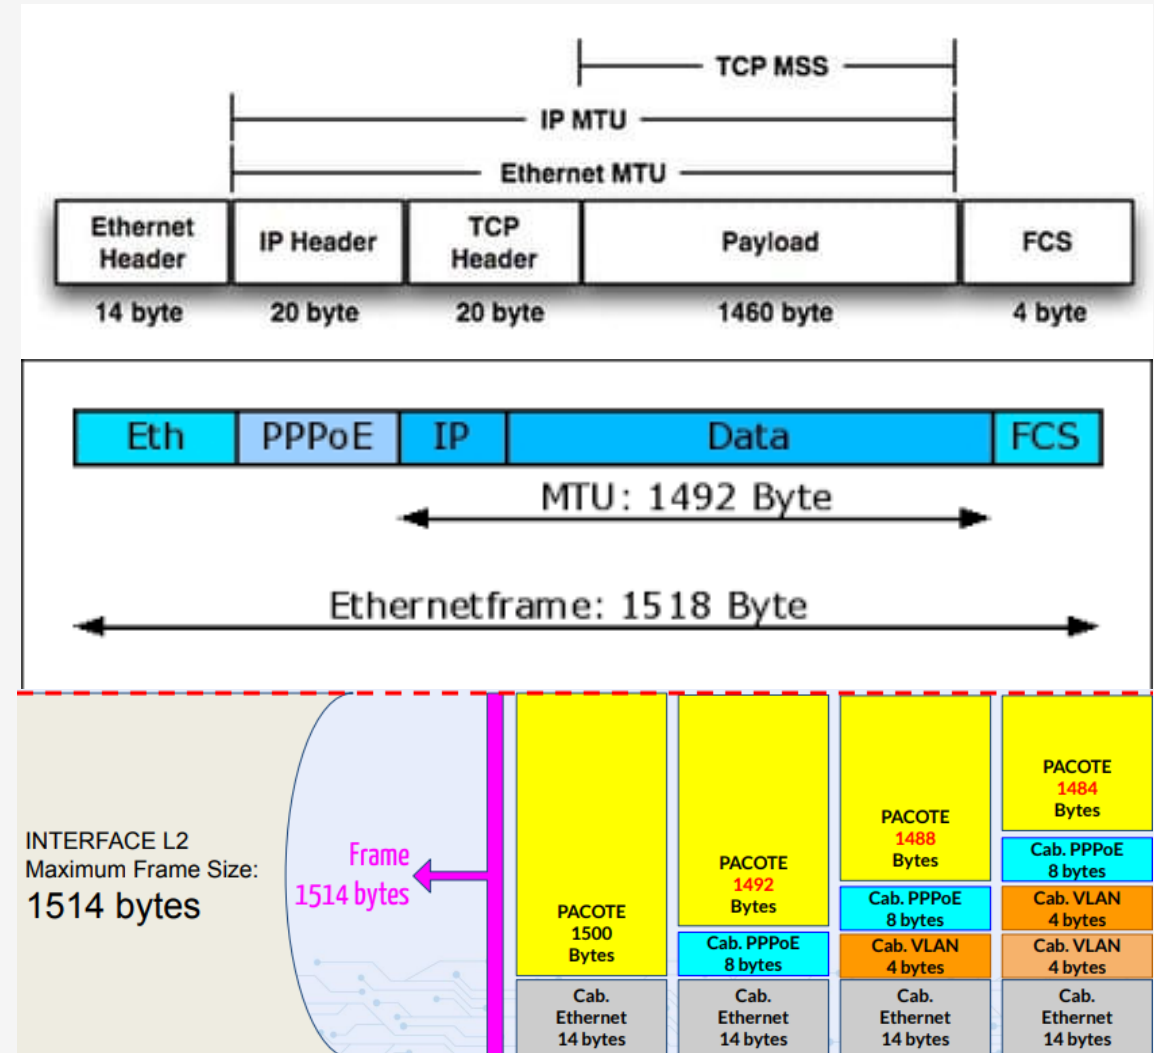 TCP MSS
IP MTU
Ethernet MTU
Ethernet
Header
IP Header
TCP
Header
Payload
FCS
14 byte
20 byte
20 byte
1460 byte
4 byte
Eth
PPPoE
IP
Data
FCS
MTU: 1492 Byte
Ethernetframe: 1518 Byte
INTERFACE L2
Maximum Frame Size:
1514 bytes
Frame
1514 bytes
PACOTE
1500
Bytes
Cab.
Ethernet
14 bytes
PACOTE
1492
Bytes
Cab. PPPoE
8 bytes
Cab.
Ethernet
14 bytes
PACOTE
1488
Bytes
Cab. PPPoE
8 bytes
Cab. VLAN
4 bytes
Cab.
Ethernet
14 bytes
PACOTE
1484
Bytes
Cab. PPPoE
8 bytes
Cab. VLAN
4 bytes
Cab. VLAN
4 bytes
Cab.
Ethernet
14 bytes